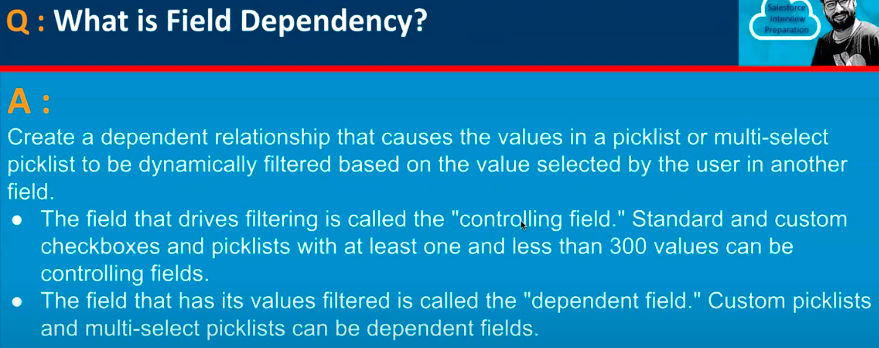 Q : What is Field Dependency?
Salesforce
Interview
Preparation
A :
Create a dependent relationship that causes the values in a picklist or multi-select
picklist to be dynamically filtered based on the value selected by the user in another
field.
● The field that drives filtering is called the "controlling field." Standard and custom
checkboxes and picklists with at least one and less than 300 values can be
controlling fields.
● The field that has its values filtered is called the "dependent field." Custom picklists
and multi-select picklists can be dependent fields.